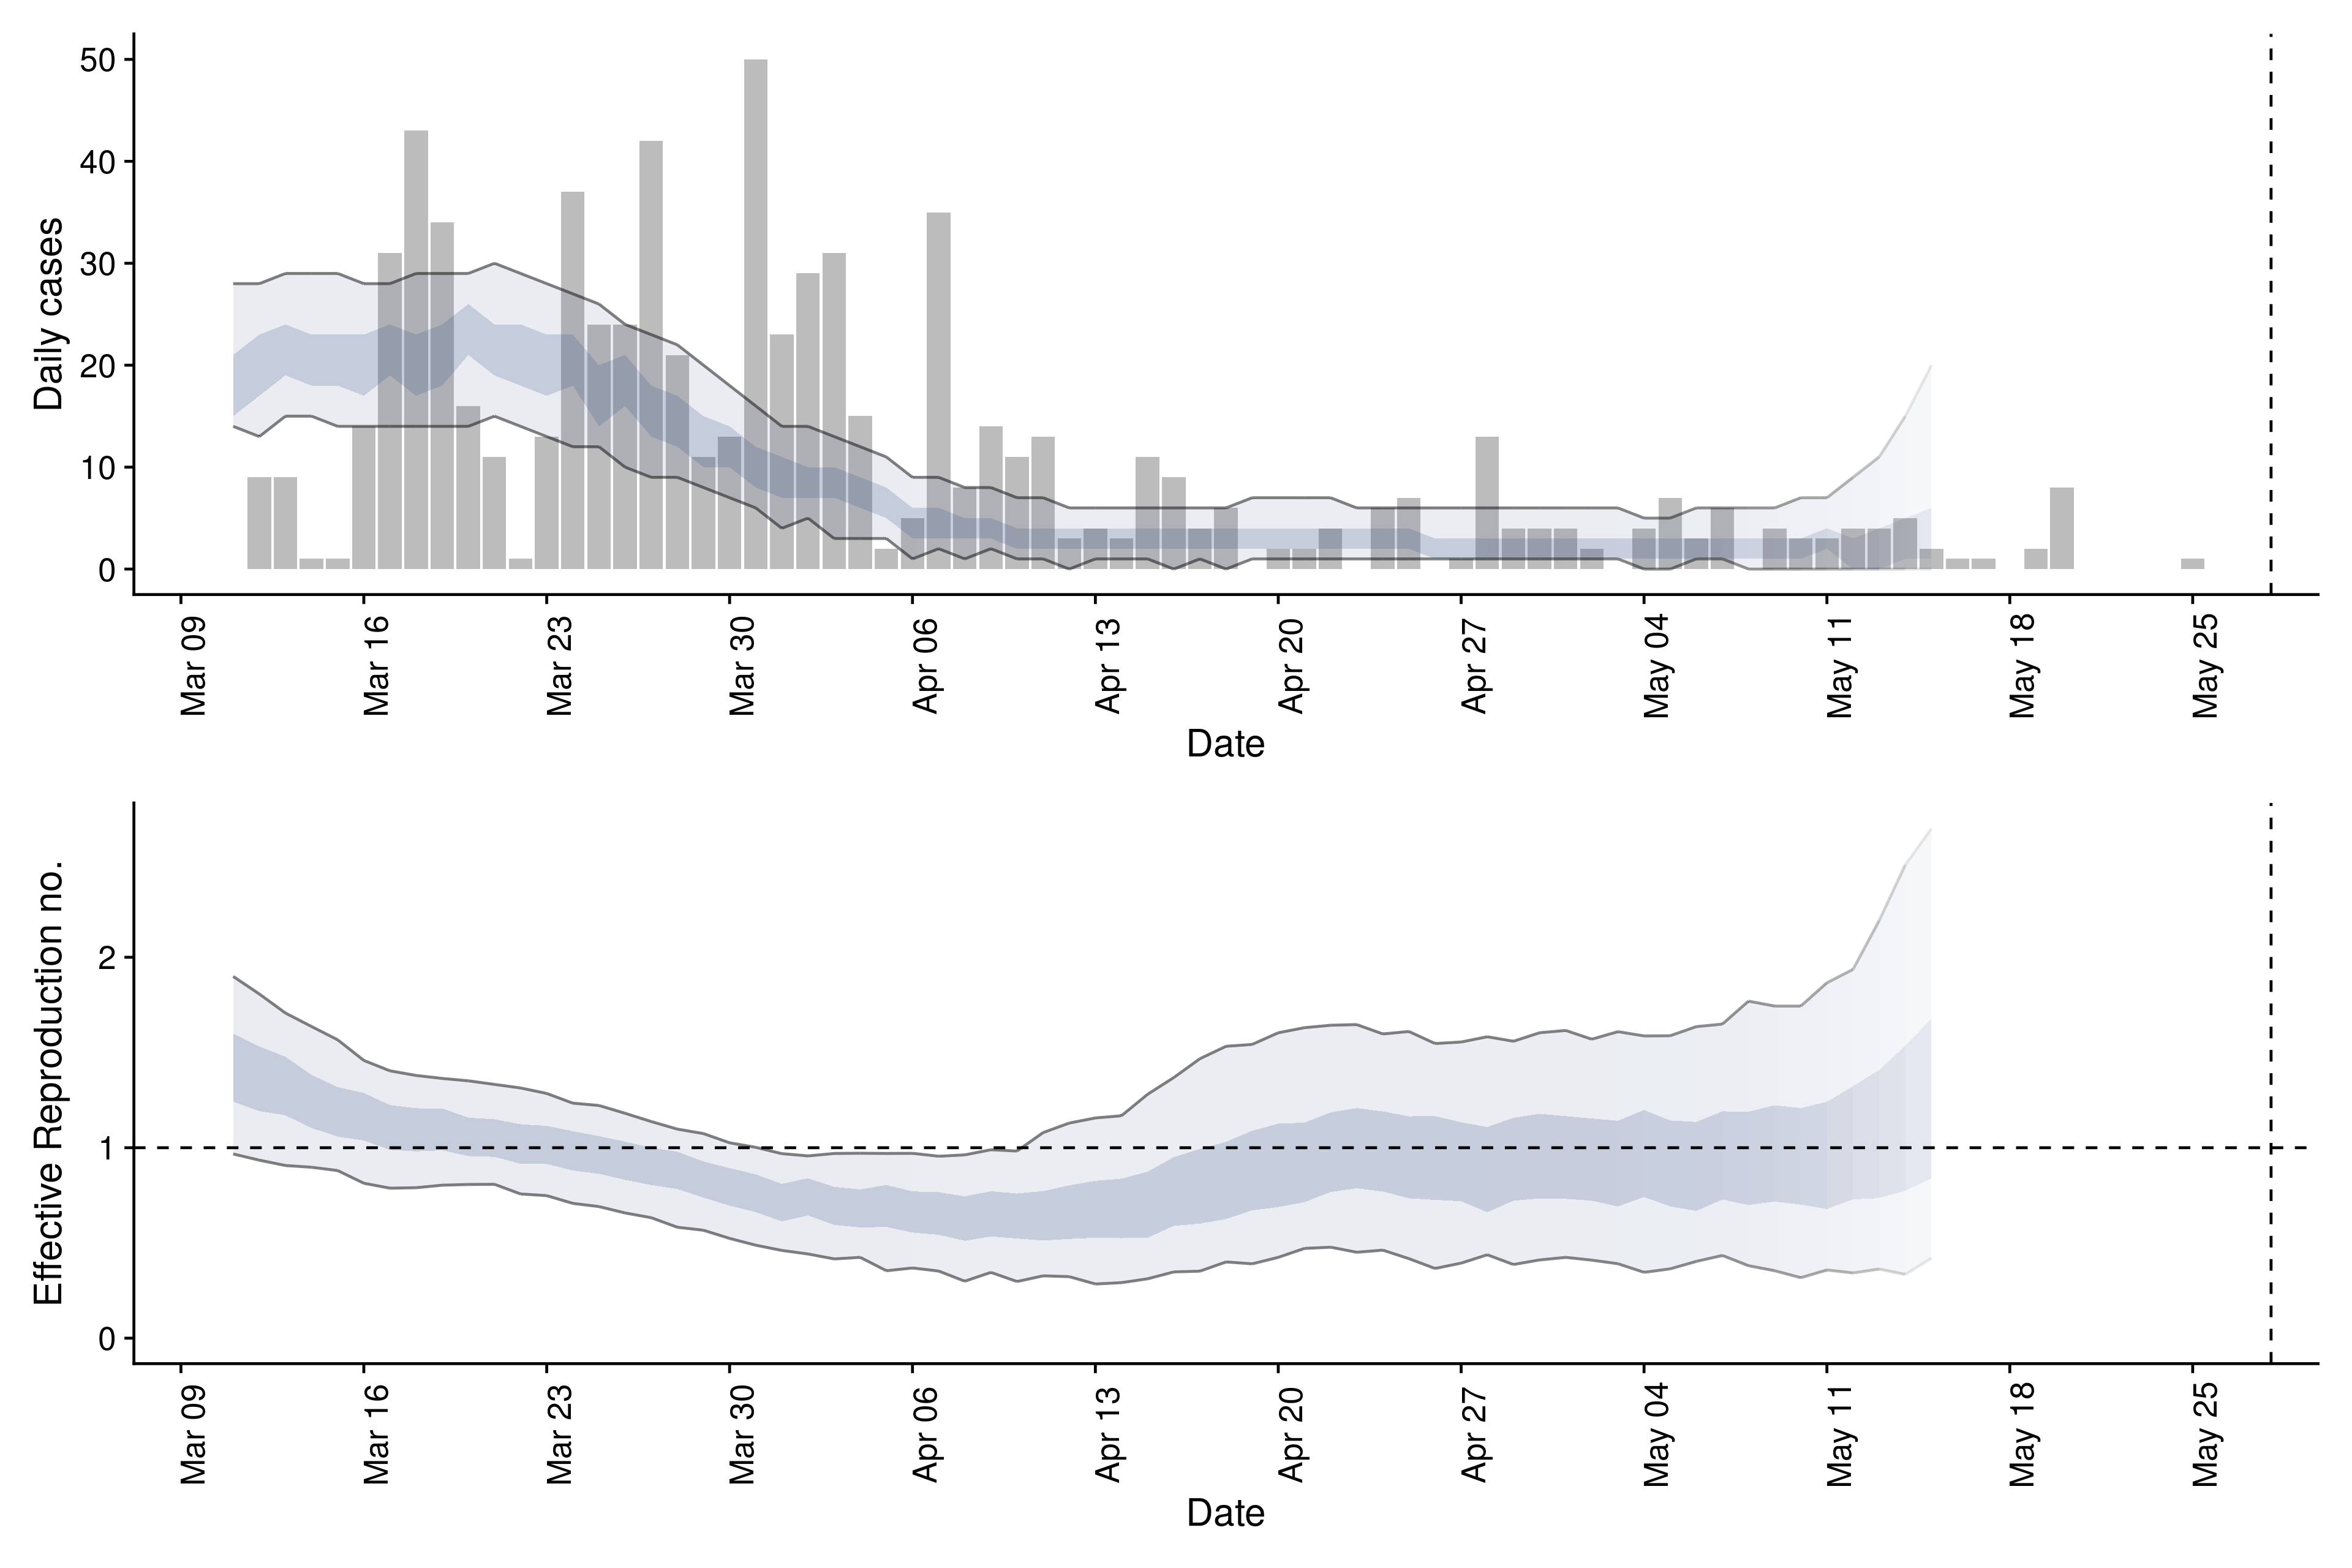 Daily cases
50
40
30
20
10
0
Mar 09
Mar 16
Mar 23
Mar 30
Apr 06
Apr 13
Apr 20
Apr 27
May 04
May 11
May 18
May 25
Date
Effective Reproduction no.
2
1
0
Mar 09
Mar 16
Mar 23
Mar 30
Apr 06
Apr 13
Apr 20
Apr 27
May 04
May 11
May 18
May 25
Date